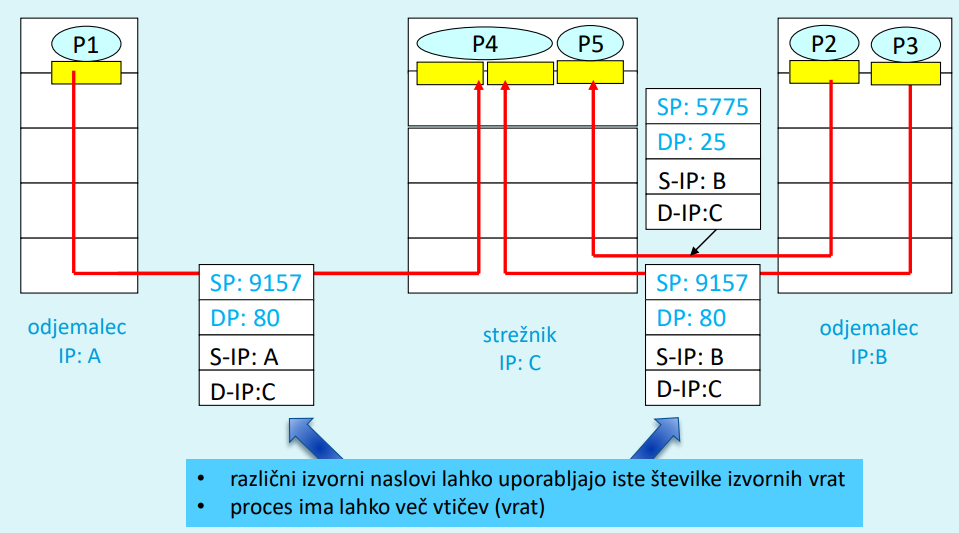 P1
P4
P5
P2
P3
SP: 5775
DP: 25
S-IP: B
D-IP:C
SP: 9157
DP: 80
S-IP: A
D-IP:C
SP: 9157
DP: 80
S-IP: B
D-IP:C
odjemalec
IP: A
strežnik
IP: C
odjemalec
IP:B
• različni izvorni naslovi lahko uporabljajo iste številke izvornih vrat
• proces ima lahko več vtičev (vrat)